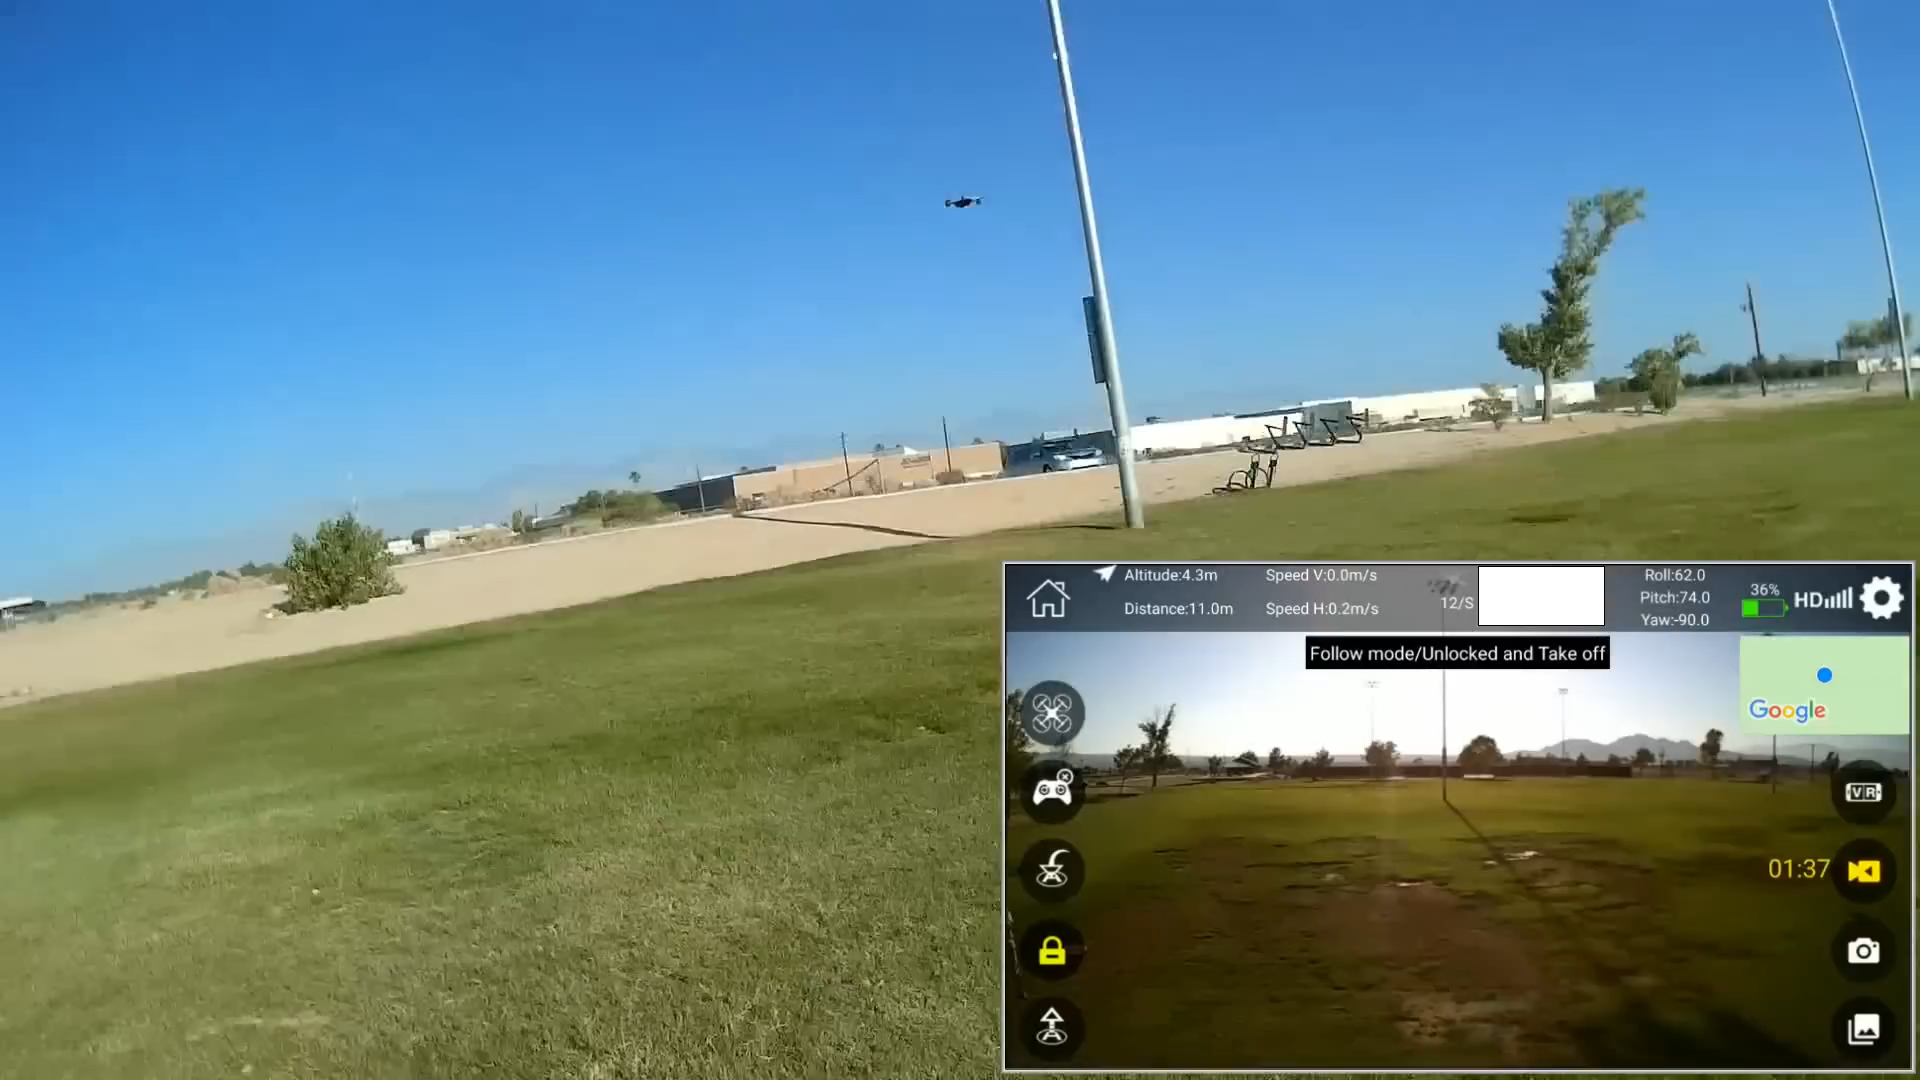 Altitude:4.3m
Speed V:0.0m/s
Distance:11.0m
Speed H:0.2m/s
12/S
Roll:62.0
Pitch:74.0
Yaw:-90.0
36%
HD
Follow mode/Unlocked and Take off
Google
VR
01:37